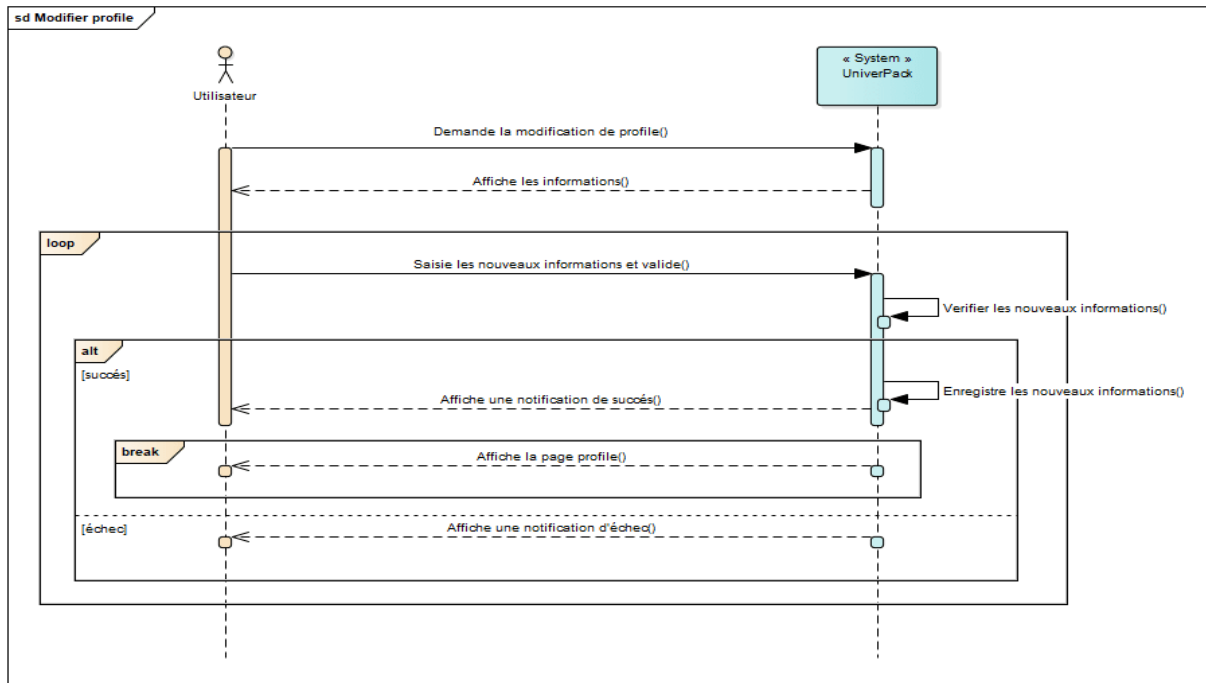 sd Modifier profile
« System »
UniverPack
Utilisateur
Demande la modification de profile()
Affiche les informations()
loop
Saisie les nouveaux informations et valide()
Verifier les nouveaux informations()
alt
[succés]
Enregistre les nouveaux informations()
Affiche une notification de succés()
break
Affiche la page profile()
[échec]
Affiche une notification d'échec()